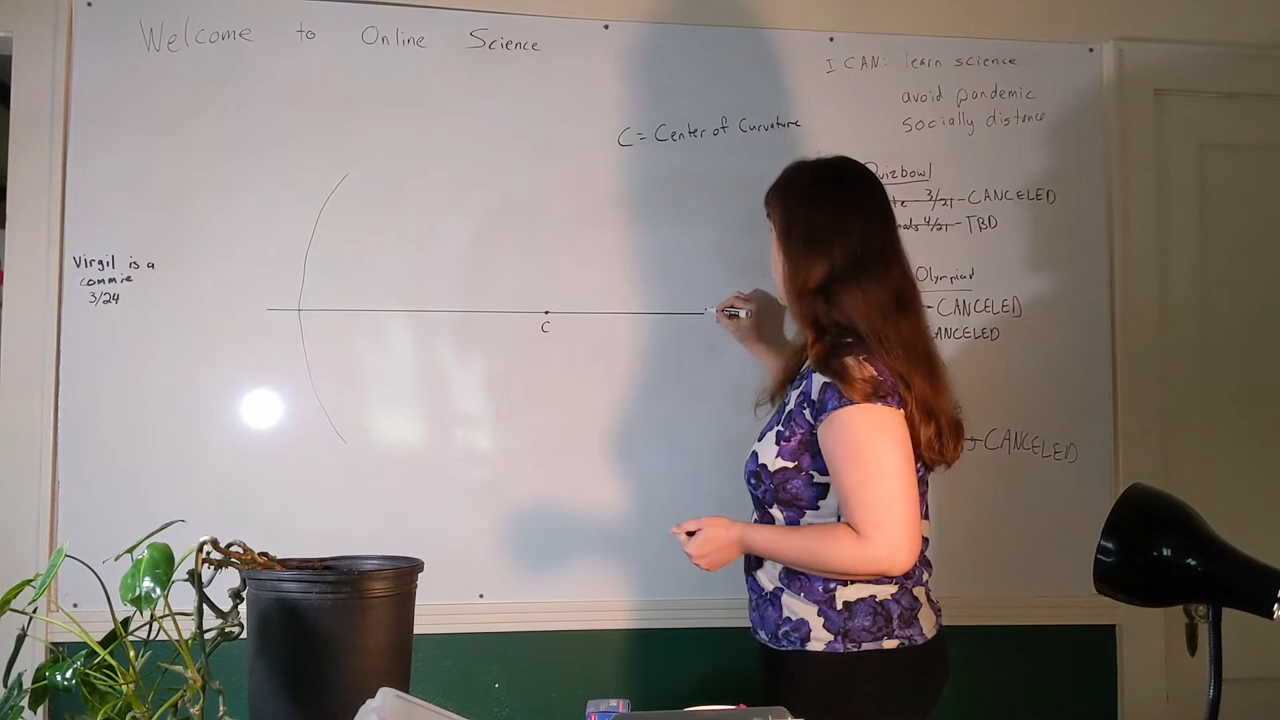 Welcome to Online Science
I CAN: learn science
avoid pandemic
socially distance
C = Center of Curvature
Quizbowl
3/21 - CANCELED
4/21 - TBD
Olympiad
- CANCELED
CANCELED
CANCELED
Virgil is a
commie
3/24
C